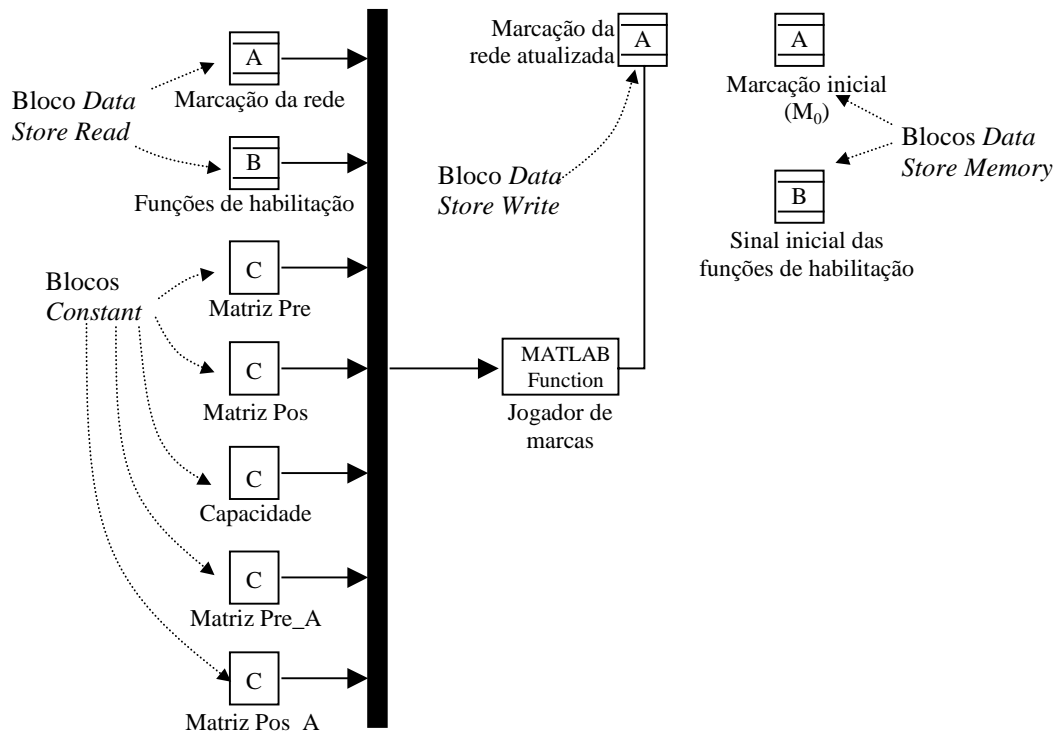 A
Marcação da rede
Bloco Data
Store Read
B
Funções de habilitação
Blocos
Constant
C
Matriz Pre
C
Matriz Pos
C
Capacidade
C
Matriz Pre_A
C
Matriz Pos_A
Marcação da
rede atualizada
A
Bloco Data
Store Write
MATLAB
Function
Jogador de
marcas
A
Marcação inicial
(M0)
Blocos Data
Store Memory
B
Sinal inicial das
funções de habilitação